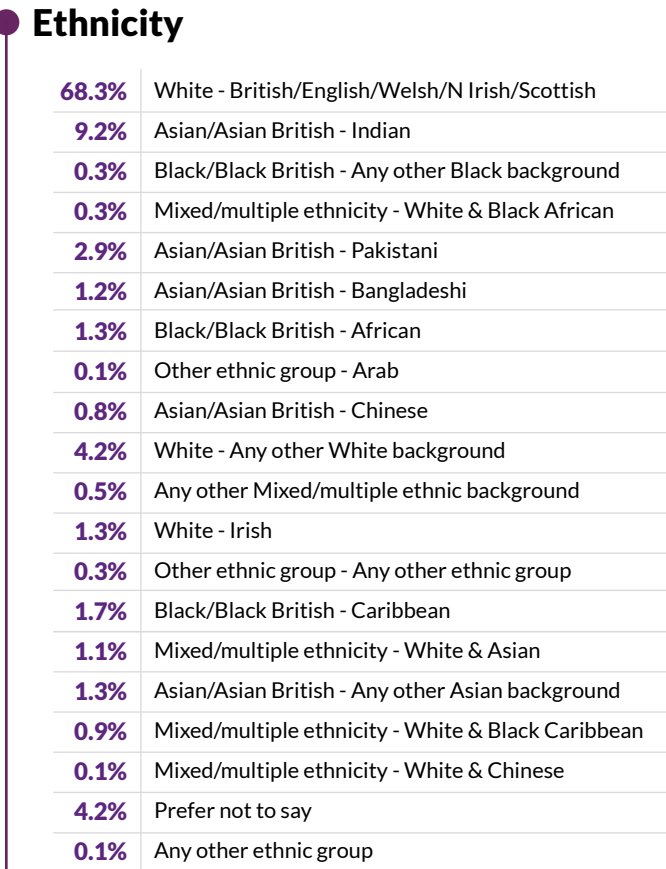 Ethnicity
68.3% White - British/English/Welsh/N Irish/Scottish
9.2% Asian/Asian British - Indian
0.3% Black/Black British - Any other Black background
0.3% Mixed/multiple ethnicity - White & Black African
2.9% Asian/Asian British - Pakistani
1.2% Asian/Asian British - Bangladeshi
1.3% Black/Black British - African
0.1% Other ethnic group - Arab
0.8% Asian/Asian British - Chinese
4.2% White - Any other White background
0.5% Any other Mixed/multiple ethnic background
1.3% White - Irish
0.3% Other ethnic group - Any other ethnic group
1.7% Black/Black British - Caribbean
1.1% Mixed/multiple ethnicity - White & Asian
1.3% Asian/Asian British - Any other Asian background
0.9% Mixed/multiple ethnicity - White & Black Caribbean
0.1% Mixed/multiple ethnicity - White & Chinese
4.2% Prefer not to say
0.1% Any other ethnic group